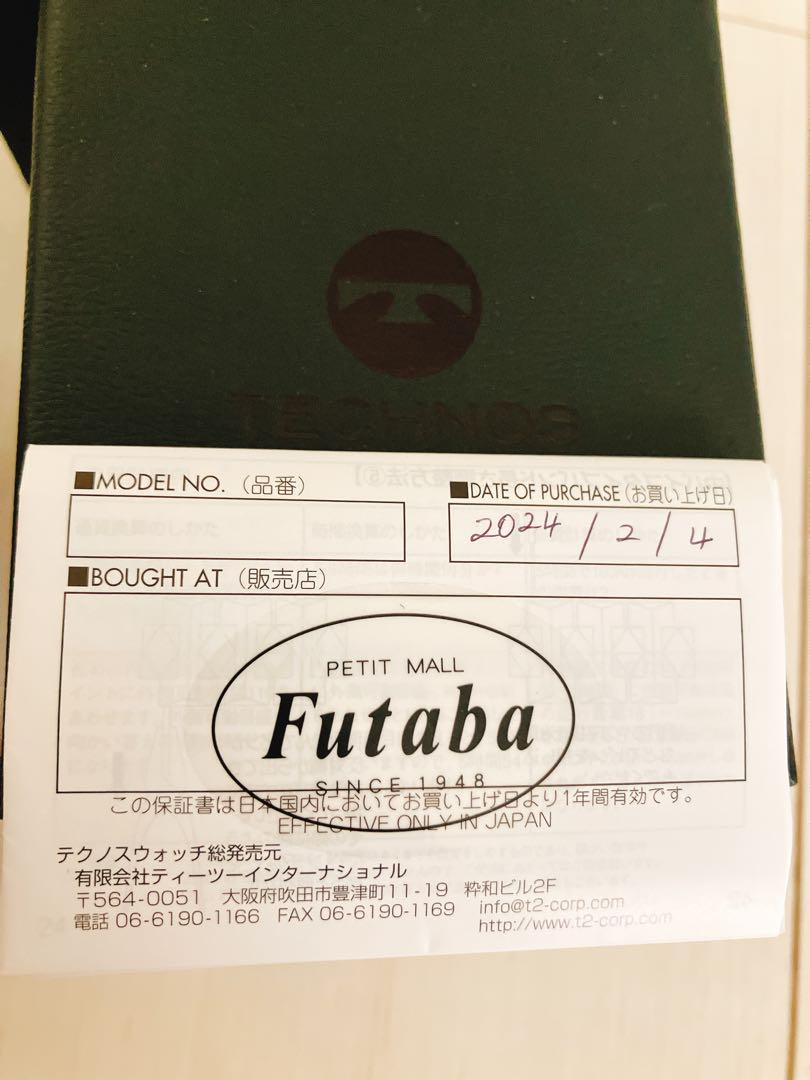 TECHNOS
■MODEL NO.（品番）
■DATE OF PURCHASE（お買い上げ日）
2024/2/4
■BOUGHT AT（販売店）
PETIT MALL
Futaba
SINCE 1948
この保証書は日本国内においてお買い上げ日より1年間有効です。
EFFECTIVE ONLY IN JAPAN
テクノスウォッチ総発売元
有限会社ティーツーインターナショナル
〒564-0051 大阪府吹田市豊津町11-19 粋和ビル2F
電話 06-6190-1166 FAX 06-6190-1169 info@t2-corp.com
http://www.t2-corp.com